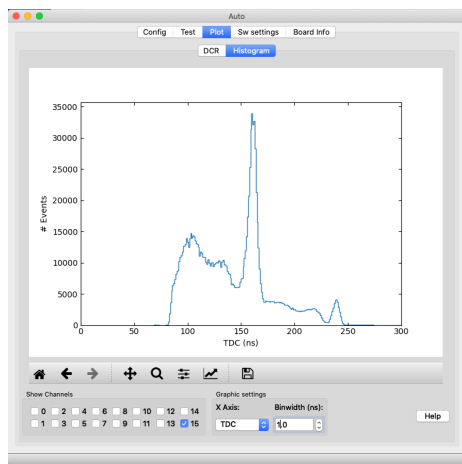 Auto
Config Test Plot Sw settings Board Info
DCR Histogram
35000
30000
25000
20000
15000
10000
5000
0
# Events
0 50 100 150 200 250 300
TDC (ns)
Show Channels
0 2 4 6 8 10 12 14
1 3 5 7 9 11 13 15
Graphic settings
X Axis: Binwidth (ns):
TDC 1,0
Help